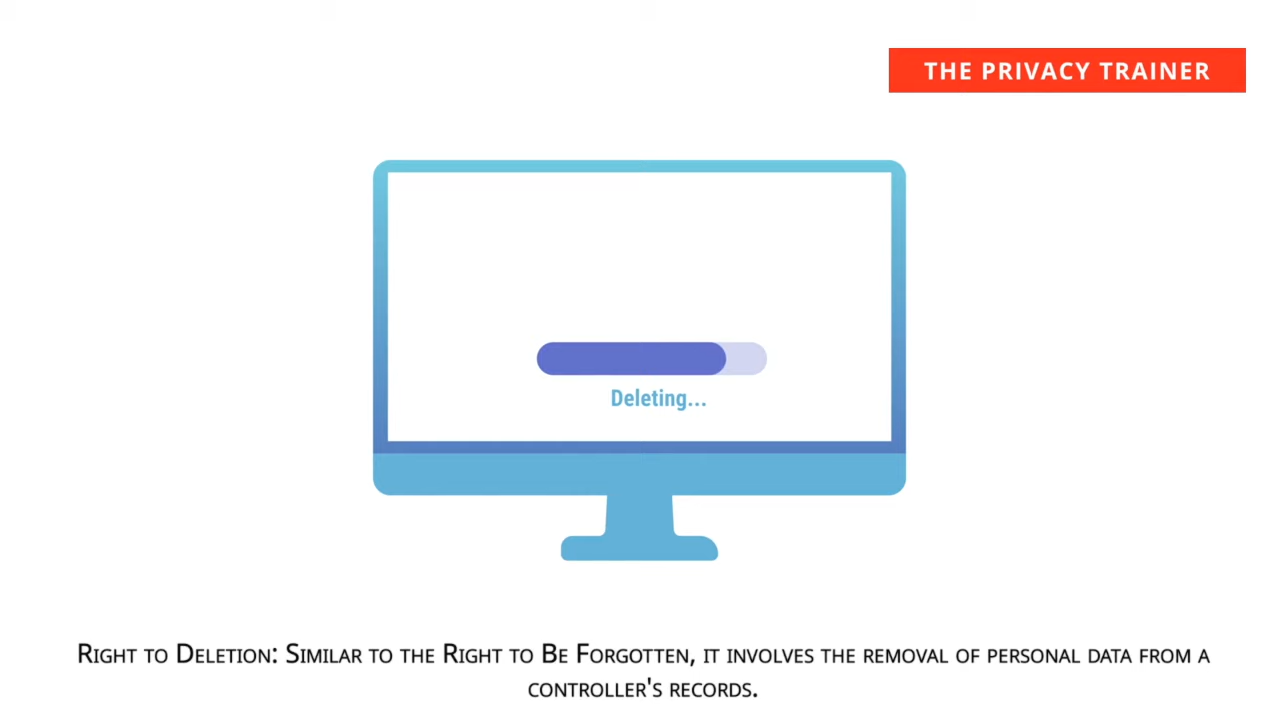 THE PRIVACY TRAINER
Deleting...
Right to Deletion: Similar to the Right to Be Forgotten, it involves the removal of personal data from a
controller's records.